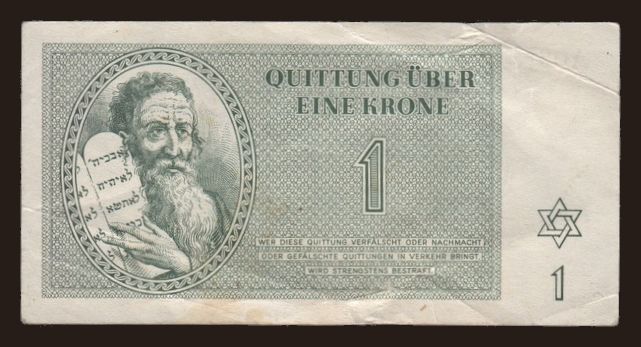 QUITTUNG ÜBER
EINE KRONE
1
WER DIESE QUITTUNG VERFÄLSCHT ODER NACHMACHT
ODER GEFÄLSCHTE QUITTUNGEN IN VERKEHR BRINGT,
WIRD STRENGSTENS BESTRAFT.
1